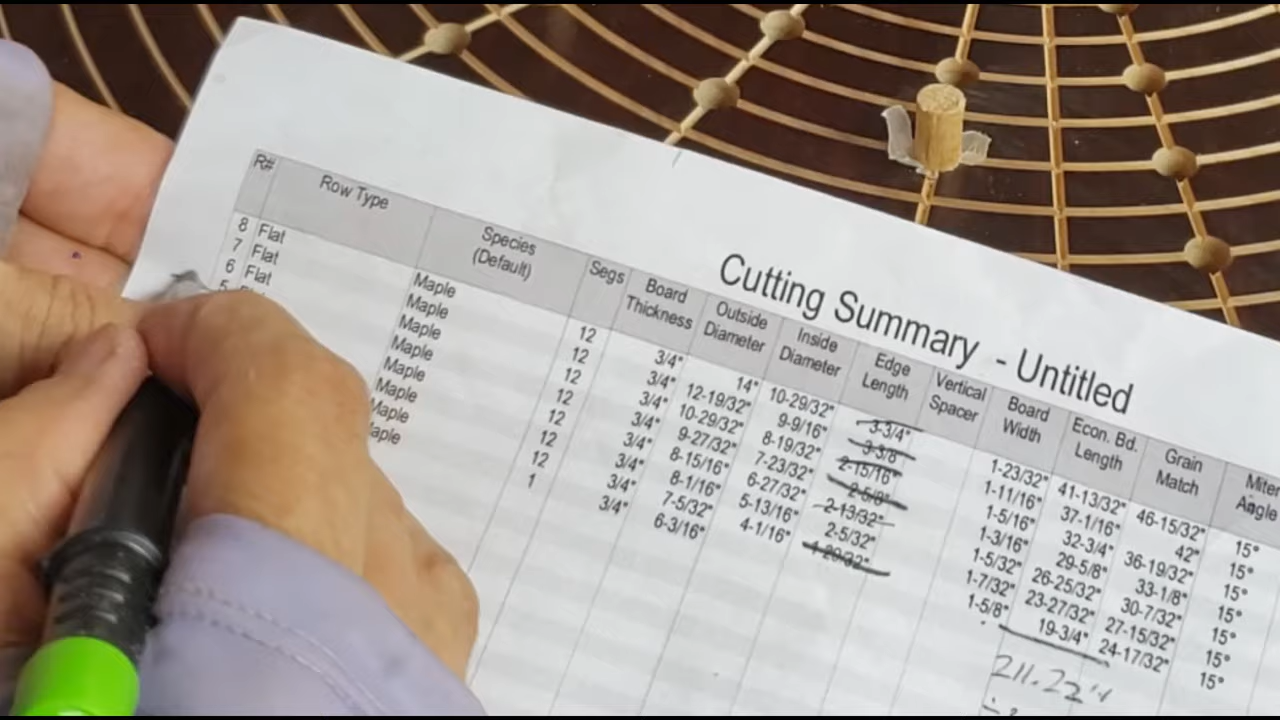 Cutting Summary - Untitled
R# Row Type Species (Default) Segs Board Thickness Outside Diameter Inside Diameter Edge Length Vertical Spacer Board Width Econ. Bd. Length Grain Match Miter Angle
8 Flat Maple 12 3/4" 14" 10-29/32" 3-3/4" 1-23/32" 41-13/32" 46-15/32" 15°
7 Flat Maple 12 3/4" 12-19/32" 9-9/16" 3-3/8" 1-11/16" 37-1/16" 42" 15°
6 Flat Maple 12 3/4" 10-29/32" 8-19/32" 2-15/16" 1-5/16" 32-3/4" 36-19/32" 15°
5 Maple 12 3/4" 9-27/32" 7-23/32" 2-5/8" 1-3/16" 29-5/8" 33-1/8" 15°
Maple 12 3/4" 8-15/16" 6-27/32" 2-13/32" 1-5/32" 26-25/32" 30-7/32" 15°
Maple 12 3/4" 8-1/16" 5-13/16" 2-5/32" 1-7/32" 23-27/32" 27-15/32" 15°
Maple 12 3/4" 7-5/32" 4-1/16" 1-29/32" 1-5/8" 19-3/4" 24-17/32" 15°
aple 1 3/4" 6-3/16"
211.22"